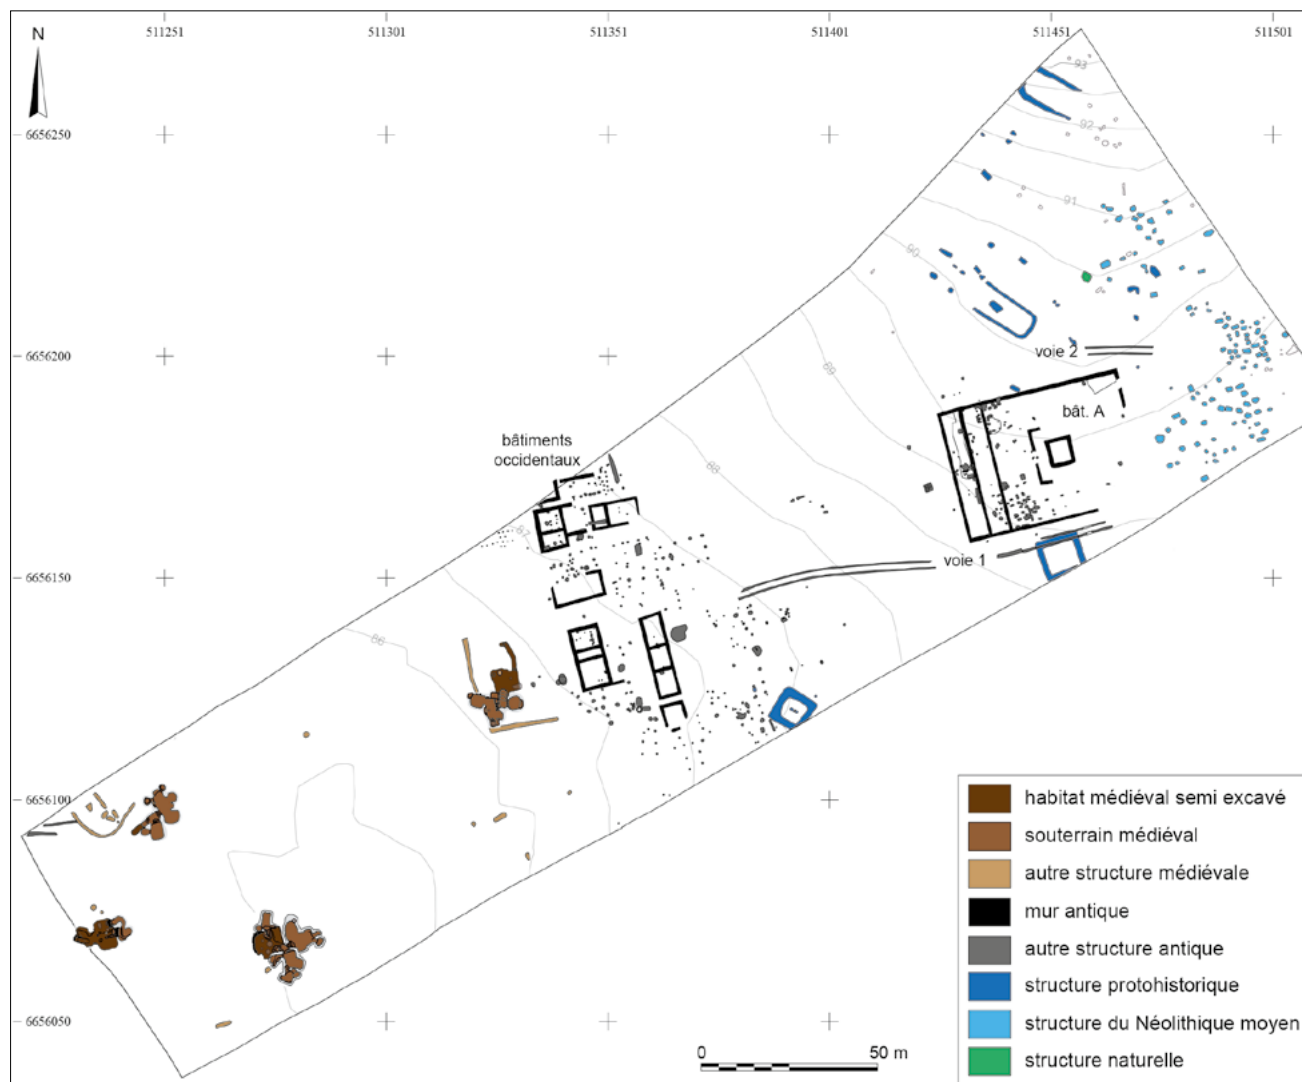 N
511251 511301 511351 511401 511451 511501
6656250
6656200
6656150
6656100
6656050
93
92
91
90
89
88
87
86
voie 2
bât. A
bâtiments
occidentaux
voie 1
habitat médiéval semi excavé
souterrain médiéval
autre structure médiévale
mur antique
autre structure antique
structure protohistorique
structure du Néolithique moyen
structure naturelle
0 50 m